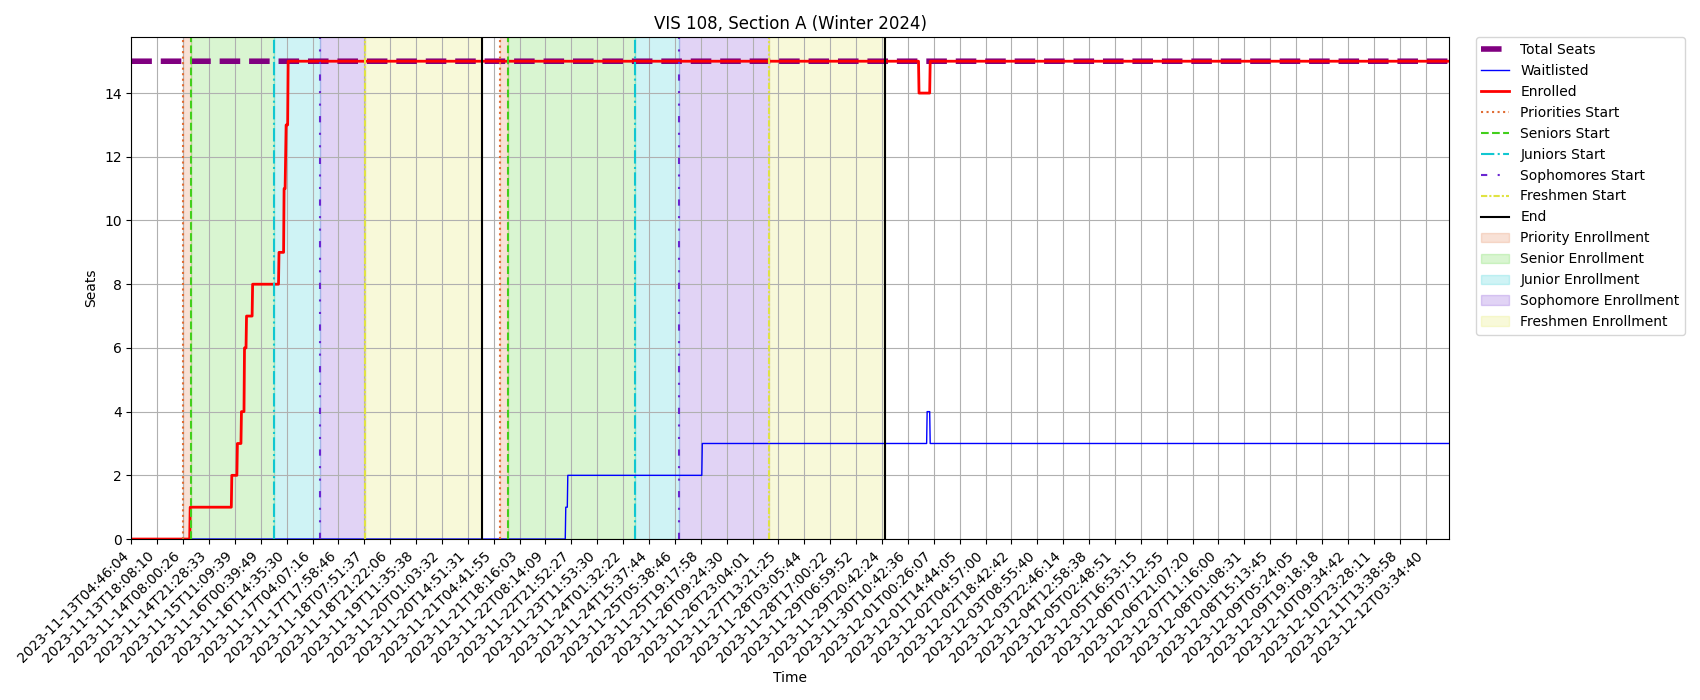 VIS 108, Section A (Winter 2024)
Seats
14
12
10
8
6
4
2
0
2023-11-13T04:46:04
2023-11-13T18:08:10
2023-11-14T08:00:26
2023-11-14T21:28:33
2023-11-15T11:09:39
2023-11-16T00:39:49
2023-11-16T14:35:30
2023-11-17T04:07:16
2023-11-17T17:58:46
2023-11-18T07:51:37
2023-11-18T21:22:06
2023-11-19T11:35:38
2023-11-20T01:03:32
2023-11-20T14:51:31
2023-11-21T04:41:55
2023-11-21T18:16:03
2023-11-22T08:14:09
2023-11-22T21:52:27
2023-11-23T11:53:30
2023-11-24T01:32:22
2023-11-24T15:37:44
2023-11-25T05:38:46
2023-11-25T19:17:58
2023-11-26T09:24:30
2023-11-26T23:04:01
2023-11-27T13:21:25
2023-11-28T03:05:44
2023-11-28T17:00:22
2023-11-29T06:59:52
2023-11-29T20:42:24
2023-11-30T10:42:36
2023-12-01T00:26:07
2023-12-01T14:44:05
2023-12-02T04:57:00
2023-12-02T18:42:42
2023-12-03T08:55:40
2023-12-03T22:46:14
2023-12-04T12:58:38
2023-12-05T02:48:51
2023-12-05T16:53:15
2023-12-06T07:12:55
2023-12-06T21:07:20
2023-12-07T11:16:00
2023-12-08T01:08:31
2023-12-08T15:13:45
2023-12-09T05:24:05
2023-12-09T19:18:18
2023-12-10T09:34:42
2023-12-10T23:28:11
2023-12-11T13:38:58
2023-12-12T03:34:40
Time
Total Seats
Waitlisted
Enrolled
Priorities Start
Seniors Start
Juniors Start
Sophomores Start
Freshmen Start
End
Priority Enrollment
Senior Enrollment
Junior Enrollment
Sophomore Enrollment
Freshmen Enrollment